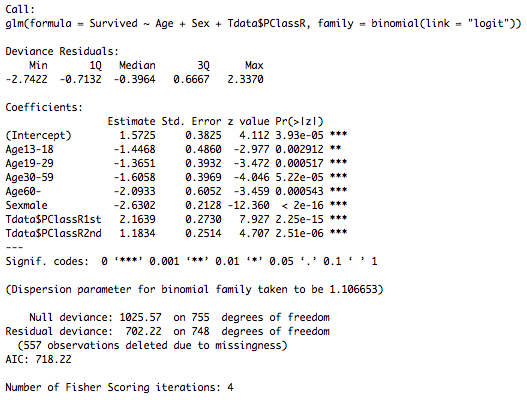 Call:
glm(formula = Survived ~ Age + Sex + Tdata$PClassR, family = binomial(link = "logit"))
Deviance Residuals:
Min 1Q Median 3Q Max
-2.7422 -0.7132 -0.3964 0.6667 2.3370
Coefficients:
Estimate Std. Error z value Pr(>|z|)
(Intercept) 1.5725 0.3825 4.112 3.93e-05 ***
Age13-18 -1.4468 0.4860 -2.977 0.002912 **
Age19-29 -1.3651 0.3932 -3.472 0.000517 ***
Age30-59 -1.6058 0.3969 -4.046 5.22e-05 ***
Age60- -2.0933 0.6052 -3.459 0.000543 ***
Sexmale -2.6302 0.2128 -12.360 < 2e-16 ***
Tdata$PClassR1st 2.1639 0.2730 7.927 2.25e-15 ***
Tdata$PClassR2nd 1.1834 0.2514 4.707 2.51e-06 ***
---
Signif. codes: 0 ‘***’ 0.001 ‘**’ 0.01 ‘*’ 0.05 ‘.’ 0.1 ‘ ’ 1
(Dispersion parameter for binomial family taken to be 1.106653)
Null deviance: 1025.57 on 755 degrees of freedom
Residual deviance: 702.22 on 748 degrees of freedom
(557 observations deleted due to missingness)
AIC: 718.22
Number of Fisher Scoring iterations: 4